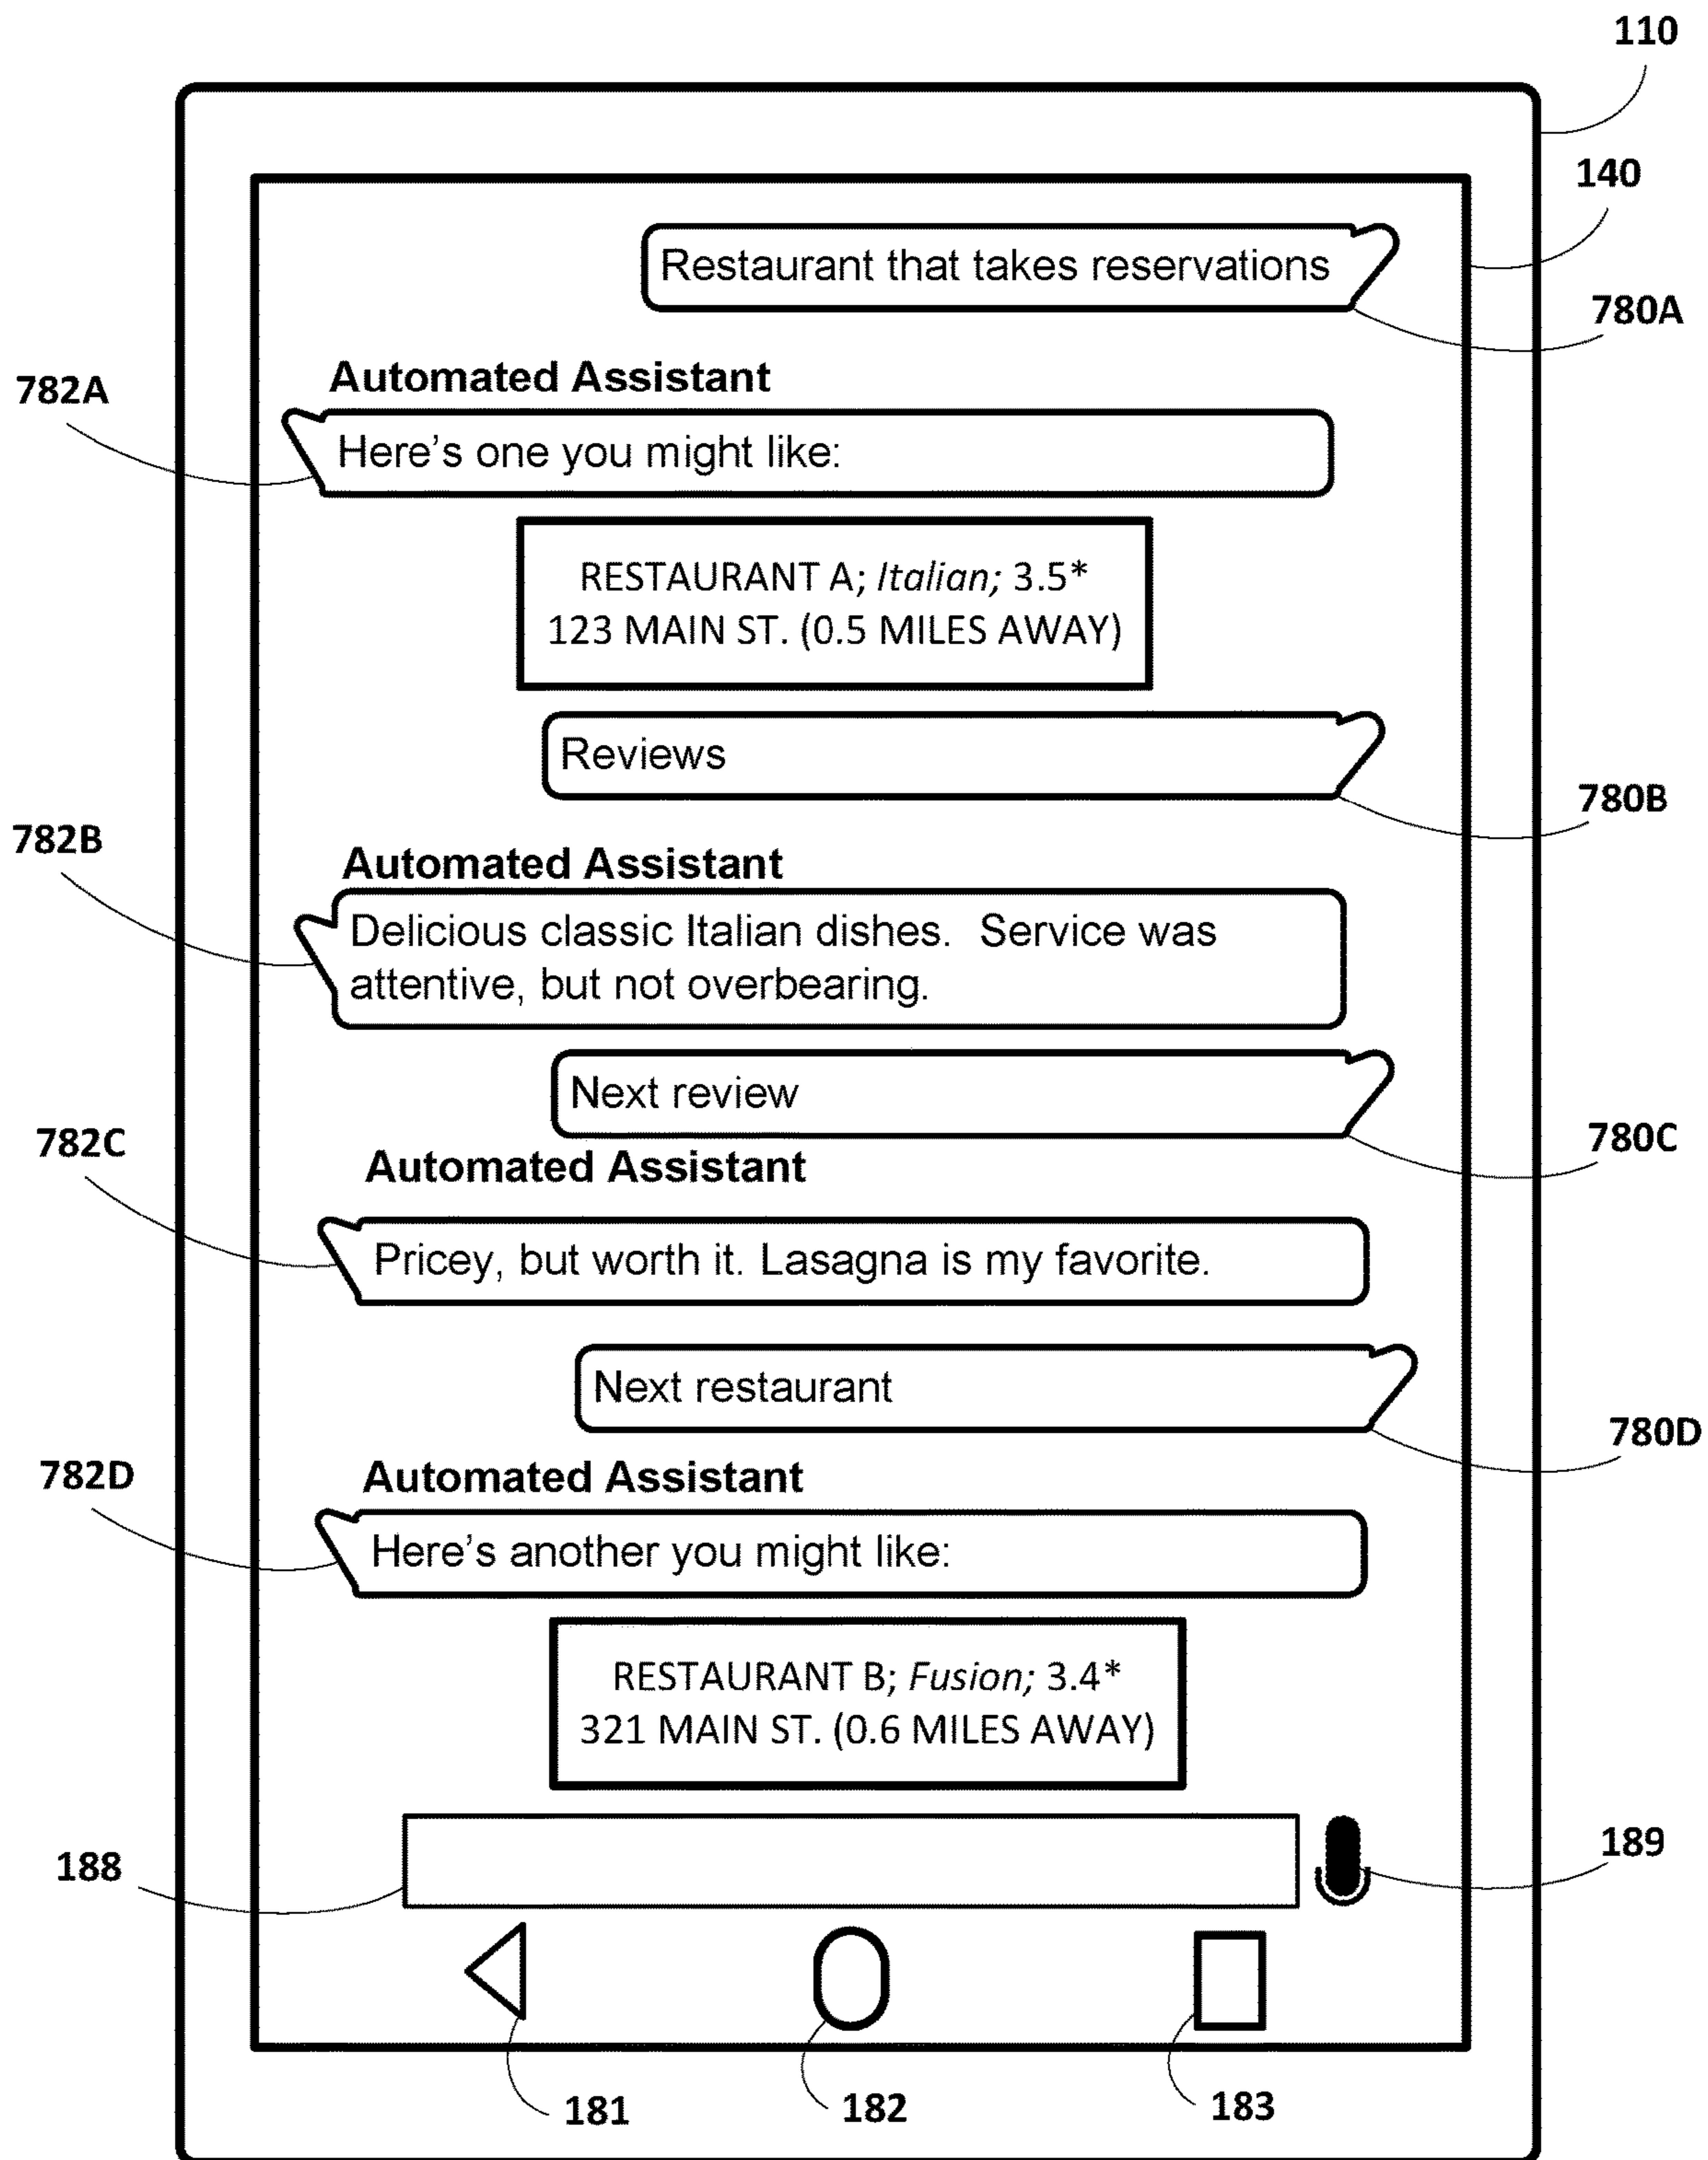 110
140
Restaurant that takes reservations
780A
Automated Assistant
782A
Here's one you might like:
RESTAURANT A; Italian; 3.5*
123 MAIN ST. (0.5 MILES AWAY)
Reviews
780B
782B
Automated Assistant
Delicious classic Italian dishes.  Service was
attentive, but not overbearing.
Next review
780C
782C
Automated Assistant
Pricey, but worth it. Lasagna is my favorite.
Next restaurant
780D
782D
Automated Assistant
Here's another you might like:
RESTAURANT B; Fusion; 3.4*
321 MAIN ST. (0.6 MILES AWAY)
188
189
181
182
183